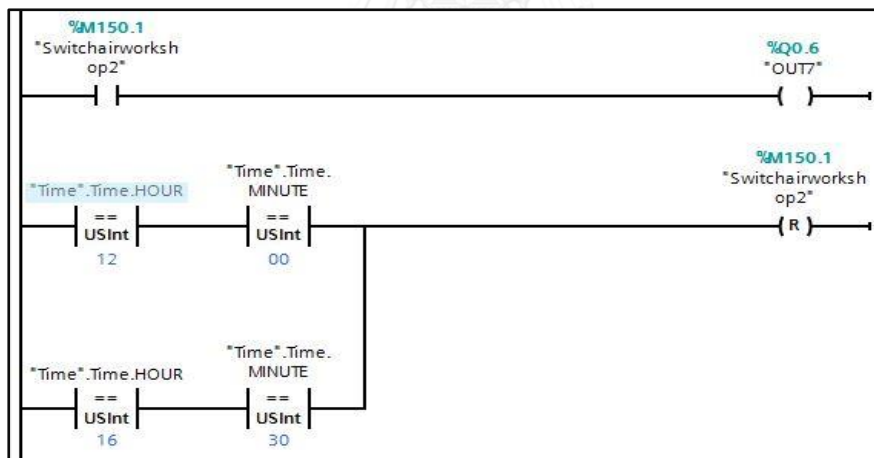 %M150.1
"Switchairworksh
op2"
%Q0.6
"OUT7"
( )
"Time".Time.HOUR
==
USInt
12
"Time".Time.
MINUTE
==
USInt
00
%M150.1
"Switchairworksh
op2"
( R )
"Time".Time.HOUR
==
USInt
16
"Time".Time.
MINUTE
==
USInt
30